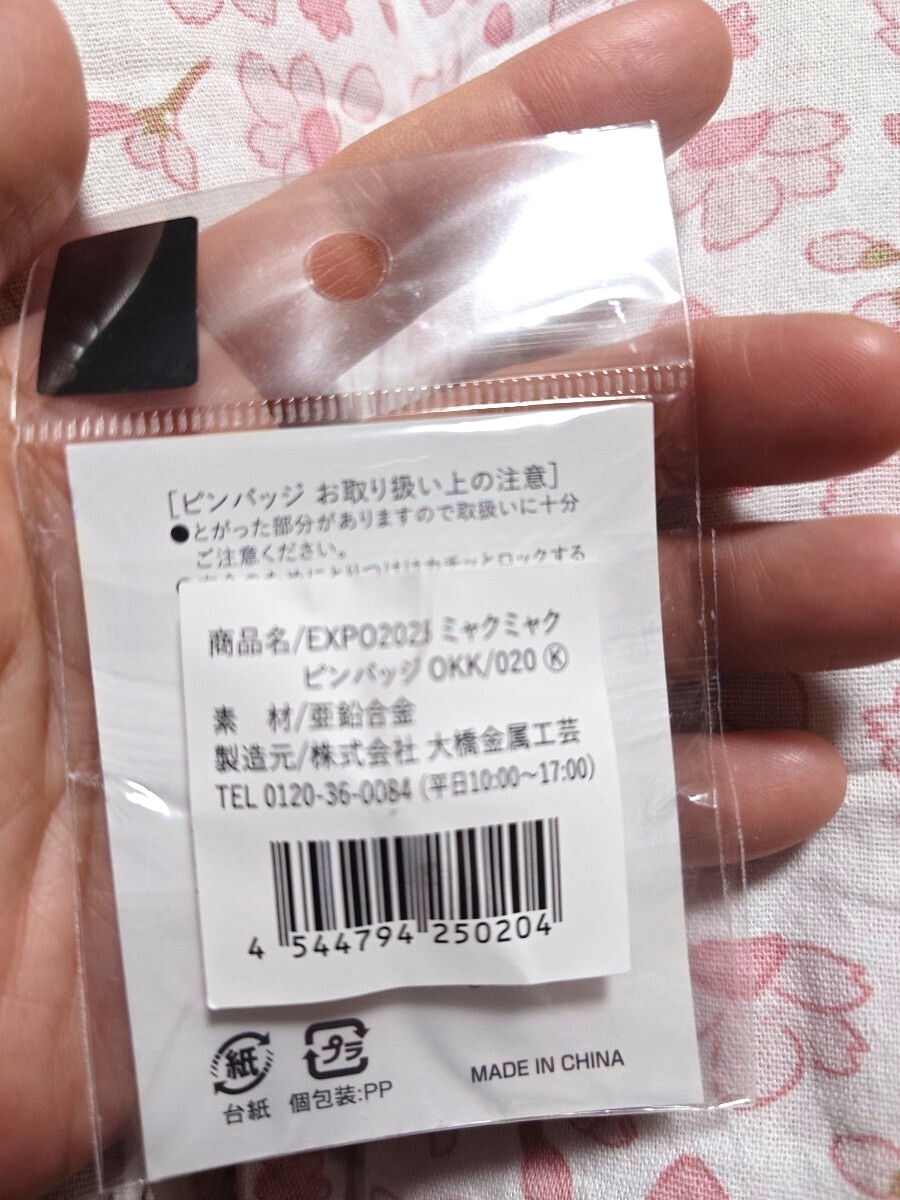 [ピンバッジ お取り扱い上の注意]
●とがった部分がありますので取扱いに十分
ご注意ください。
商品名/EXPO2025 ミャクミャク
ピンバッジ OKK/020 Ⓚ
素 材/亜鉛合金
製造元/株式会社 大橋金属工芸
TEL 0120-36-0084 (平日10:00~17:00)
4 544794 250204
紙
プラ
台紙
個包装:PP
MADE IN CHINA